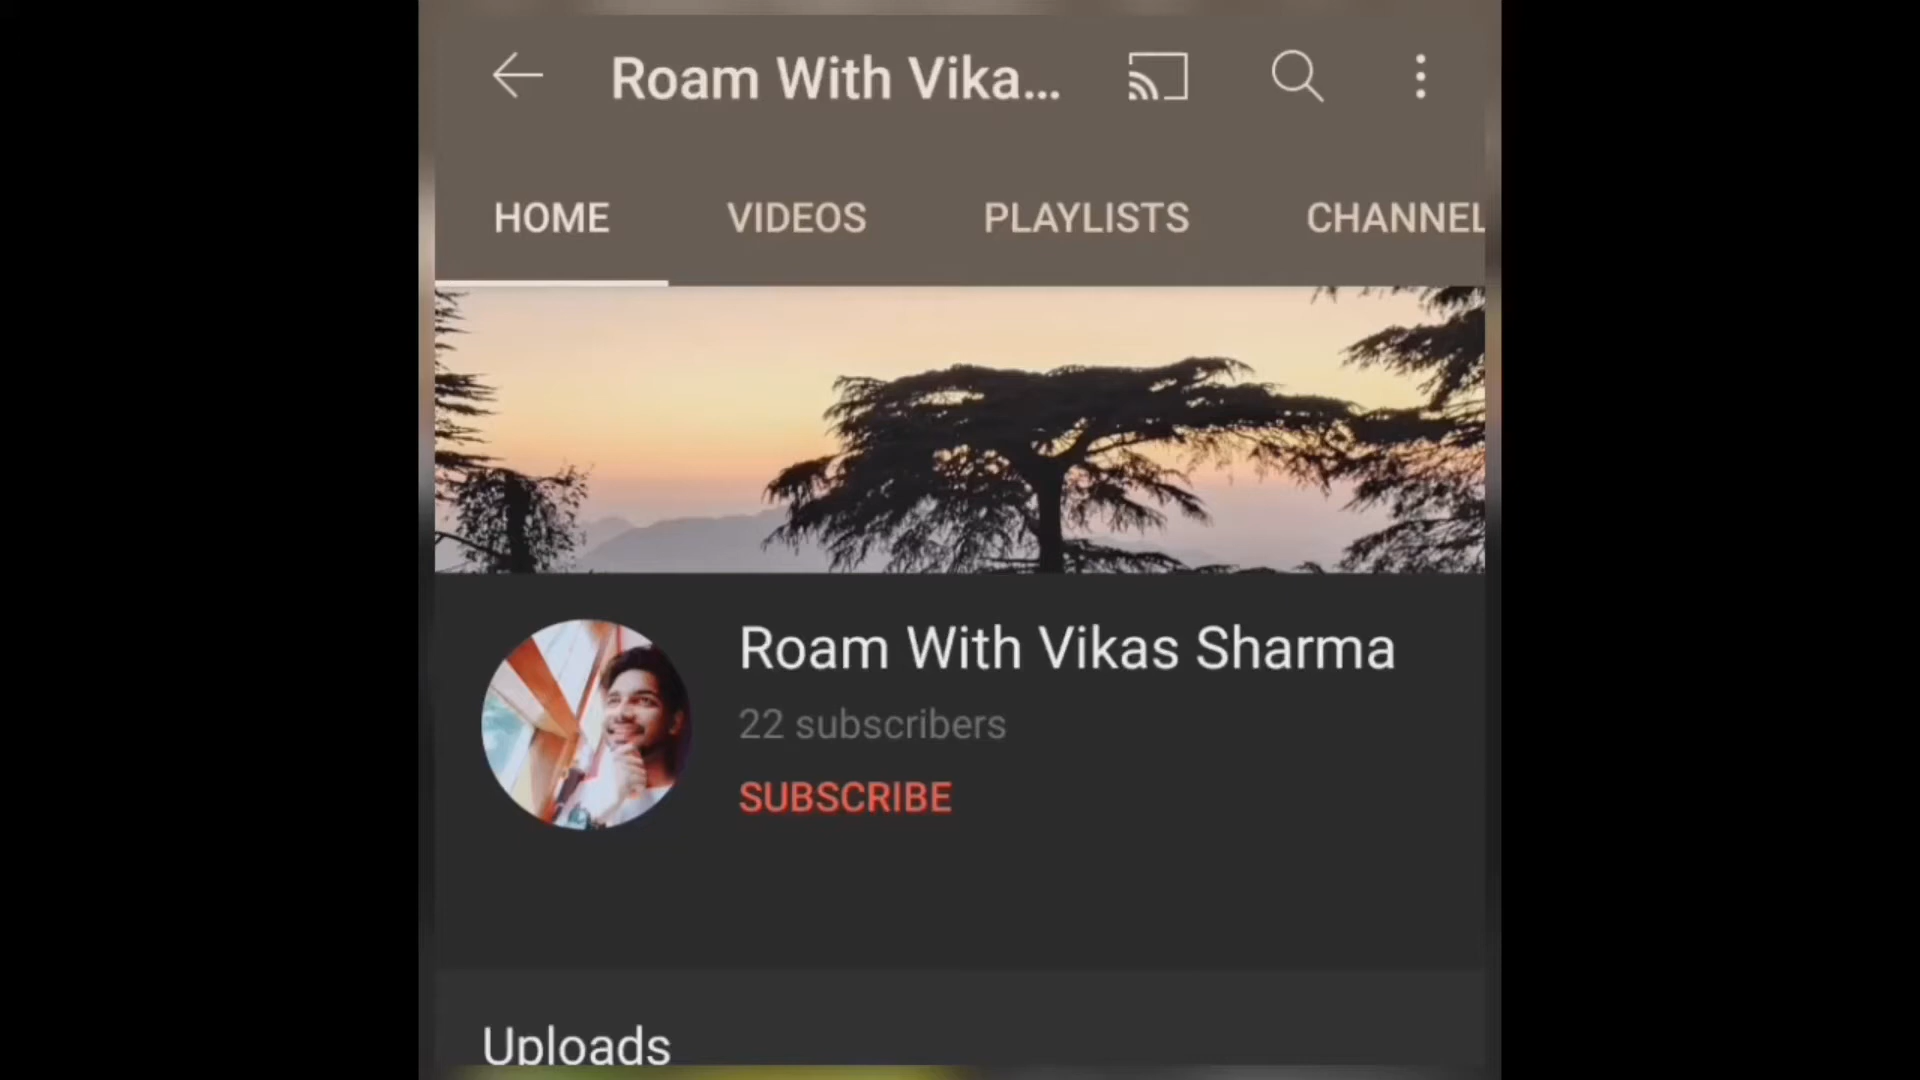 Roam With Vika...
HOME VIDEOS PLAYLISTS CHANNEL
Roam With Vikas Sharma
22 subscribers
SUBSCRIBE
Uploads